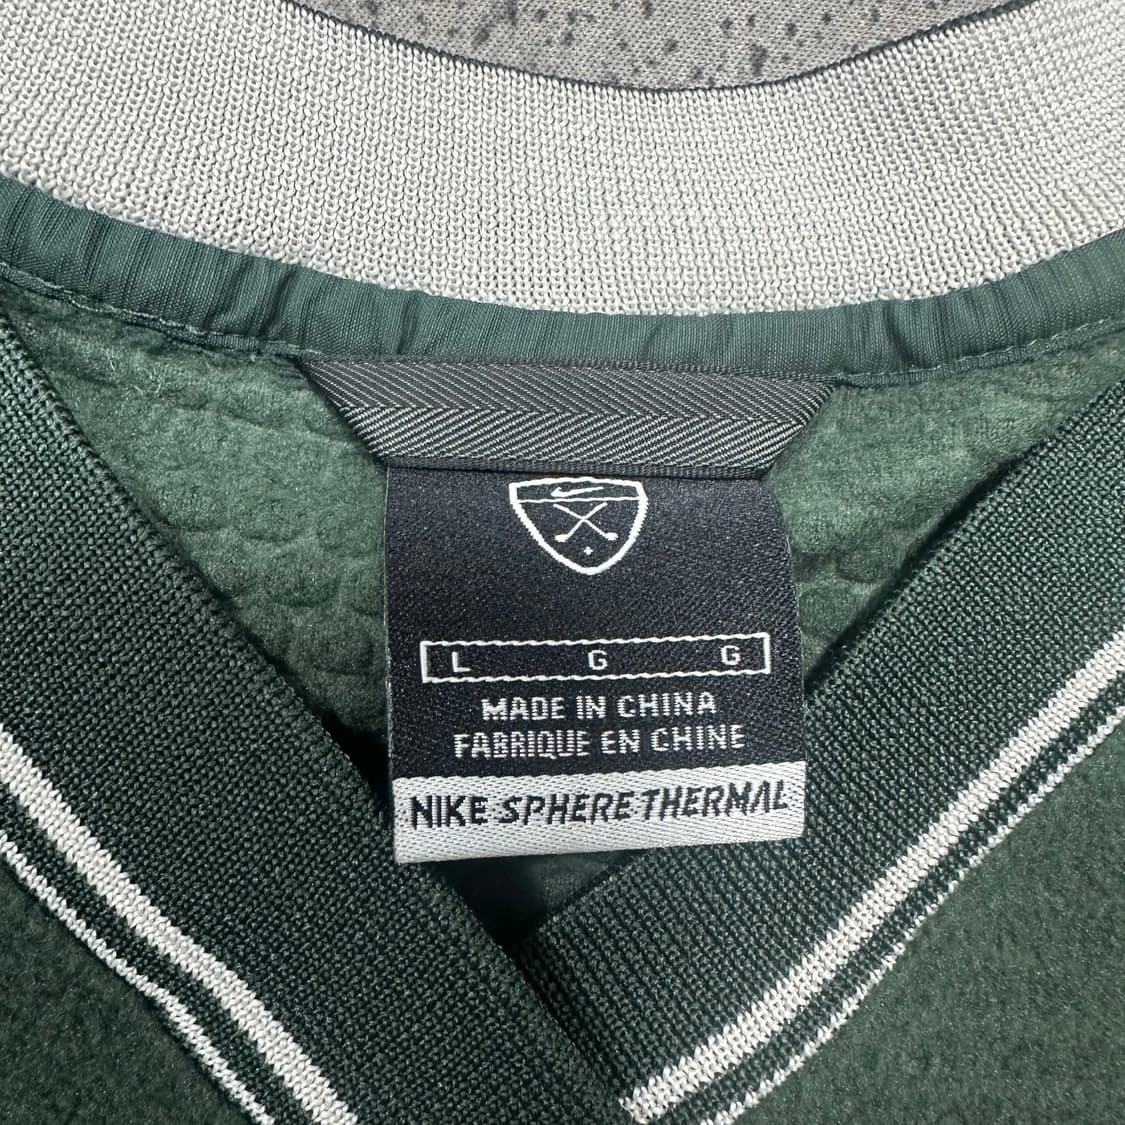 L G G
MADE IN CHINA
FABRIQUE EN CHINE
NIKE SPHERE THERMAL